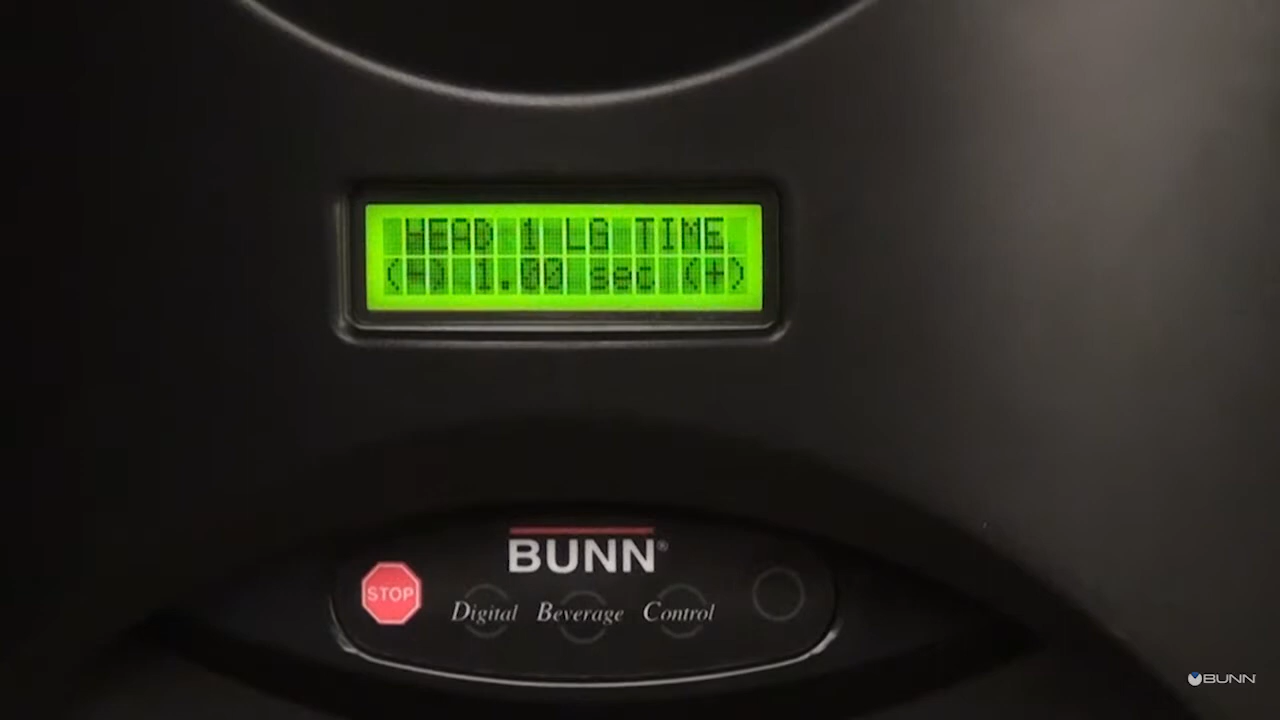 HEAD 1 LG TIME
(-) 1.00 sec (+)
BUNN®
STOP
Digital Beverage Control
BUNN